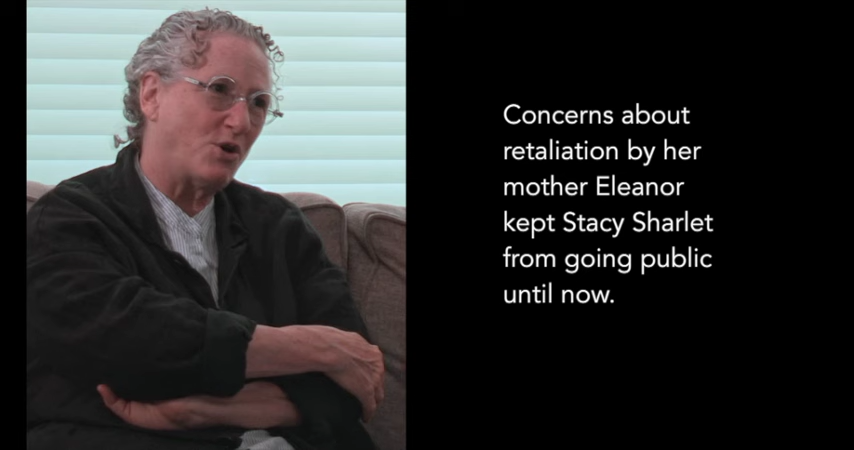 Concerns about
retaliation by her
mother Eleanor
kept Stacy Sharlet
from going public
until now.